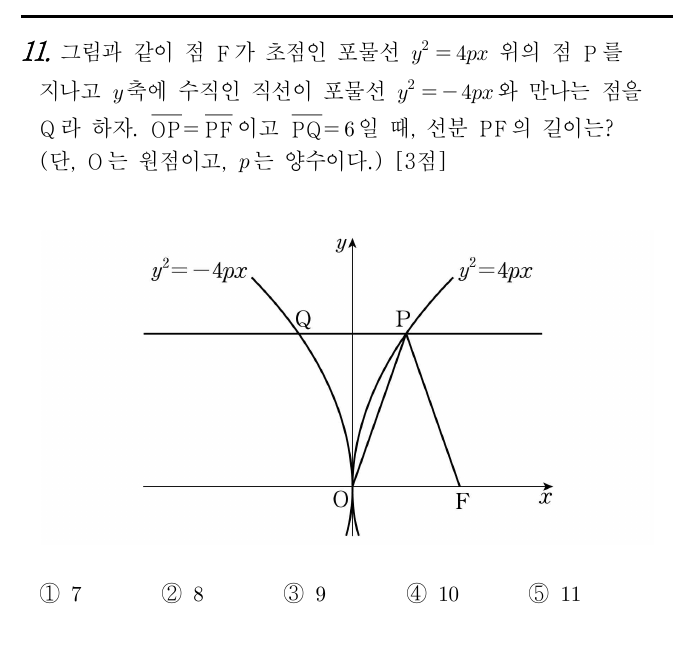 11. 그림과 같이 점 F가 초점인 포물선 y² = 4px 위의 점 P를
지나고 y축에 수직인 직선이 포물선 y² = −4px와 만나는 점을
Q라 하자. O̅P̅ = P̅F̅이고 P̅Q̅ = 6일 때, 선분 PF의 길이는?
(단, O는 원점이고, p는 양수이다.) [3점]
y
y² = −4px
y² = 4px
Q
P
O
F
x
① 7 ② 8 ③ 9 ④ 10 ⑤ 11